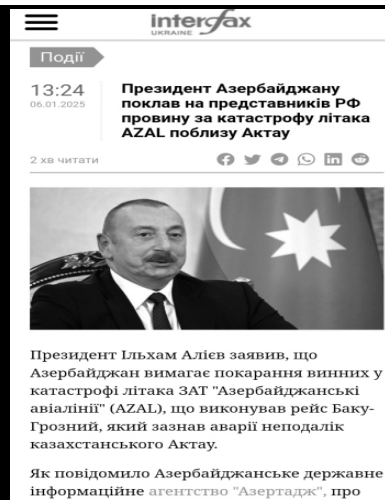 interfax
UKRAINE
Події
13:24
06.01.2025
Президент Азербайджану
поклав на представників РФ
провину за катастрофу літака
AZAL поблизу Актау
2 хв читати
Президент Ільхам Алієв заявив, що
Азербайджан вимагає покарання винних у
катастрофі літака ЗАТ "Азербайджанські
авіалінії" (AZAL), що виконував рейс Баку-
Грозний, який зазнав аварії неподалік
казахстанського Актау.
Як повідомило Азербайджанське державне
інформаційне агентство "Азертадж", про